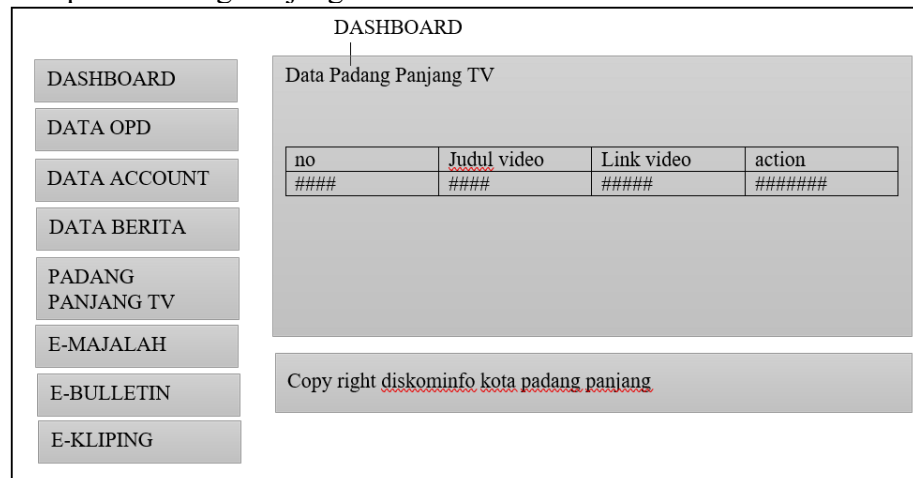 DASHBOARD
DASHBOARD
DATA OPD
DATA ACCOUNT
DATA BERITA
PADANG
PANJANG TV
E-MAJALAH
E-BULLETIN
E-KLIPING
Data Padang Panjang TV
no Judul video Link video action
#### #### ##### #######
Copy right diskominfo kota padang panjang